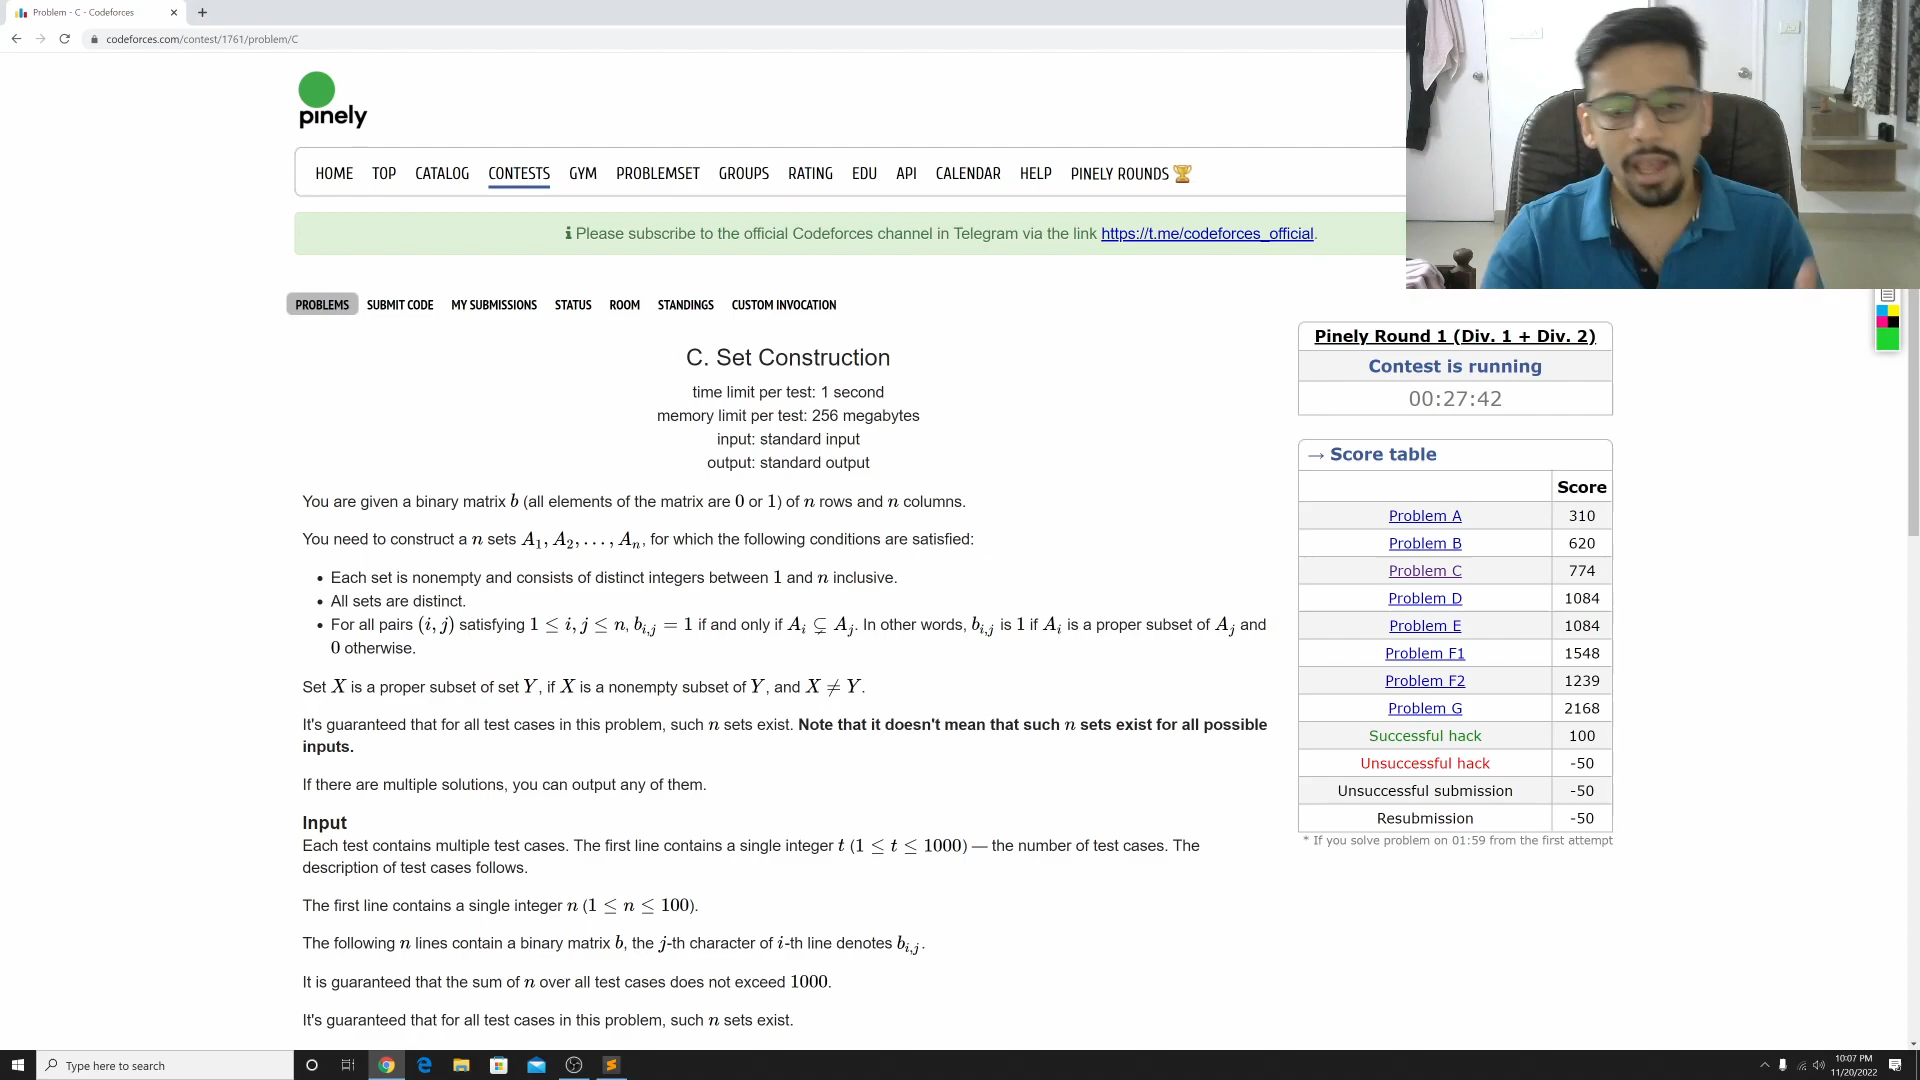 Problem - C - Codeforces
codeforces.com/contest/1761/problem/C
pinely
HOME TOP CATALOG CONTESTS GYM PROBLEMSET GROUPS RATING EDU API CALENDAR HELP PINELY ROUNDS
Please subscribe to the official Codeforces channel in Telegram via the link https://t.me/codeforces_official.
PROBLEMS SUBMIT CODE MY SUBMISSIONS STATUS ROOM STANDINGS CUSTOM INVOCATION
C. Set Construction
time limit per test: 1 second
memory limit per test: 256 megabytes
input: standard input
output: standard output
You are given a binary matrix b (all elements of the matrix are 0 or 1) of n rows and n columns.
You need to construct a n sets A₁, A₂, . . . , Aₙ, for which the following conditions are satisfied:
• Each set is nonempty and consists of distinct integers between 1 and n inclusive.
• All sets are distinct.
• For all pairs (i, j) satisfying 1 ≤ i, j ≤ n, b_{i,j} = 1 if and only if A_i ⊊ A_j. In other words, b_{i,j} is 1 if A_i is a proper subset of A_j and
0 otherwise.
Set X is a proper subset of set Y, if X is a nonempty subset of Y, and X ≠ Y.
It's guaranteed that for all test cases in this problem, such n sets exist. Note that it doesn't mean that such n sets exist for all possible
inputs.
If there are multiple solutions, you can output any of them.
Input
Each test contains multiple test cases. The first line contains a single integer t (1 ≤ t ≤ 1000) — the number of test cases. The
description of test cases follows.
The first line contains a single integer n (1 ≤ n ≤ 100).
The following n lines contain a binary matrix b, the j-th character of i-th line denotes b_{i,j}.
It is guaranteed that the sum of n over all test cases does not exceed 1000.
It's guaranteed that for all test cases in this problem, such n sets exist.
Pinely Round 1 (Div. 1 + Div. 2)
Contest is running
00:27:42
→ Score table
Score
Problem A 310
Problem B 620
Problem C 774
Problem D 1084
Problem E 1084
Problem F1 1548
Problem F2 1239
Problem G 2168
Successful hack 100
Unsuccessful hack -50
Unsuccessful submission -50
Resubmission -50
* If you solve problem on 01:59 from the first attempt
Type here to search
10:07 PM
11/20/2022